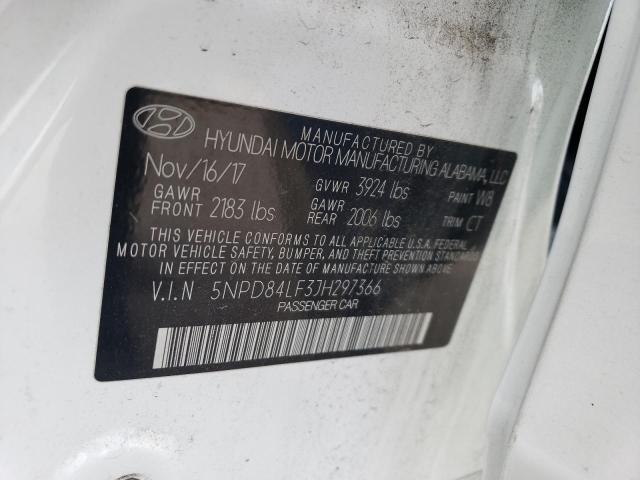 MANUFACTURED BY
HYUNDAI MOTOR MANUFACTURING ALABAMA, LLC
Nov/16/17 GVWR 3924 lbs PAINT W8
GAWR FRONT 2183 lbs GAWR REAR 2006 lbs TRIM CT
THIS VEHICLE CONFORMS TO ALL APPLICABLE U.S.A. FEDERAL
MOTOR VEHICLE SAFETY, BUMPER, AND THEFT PREVENTION STANDARDS
IN EFFECT ON THE DATE OF MANUFACTURE SHOWN ABOVE.
V.I.N 5NPD84LF3JH297366
PASSENGER CAR